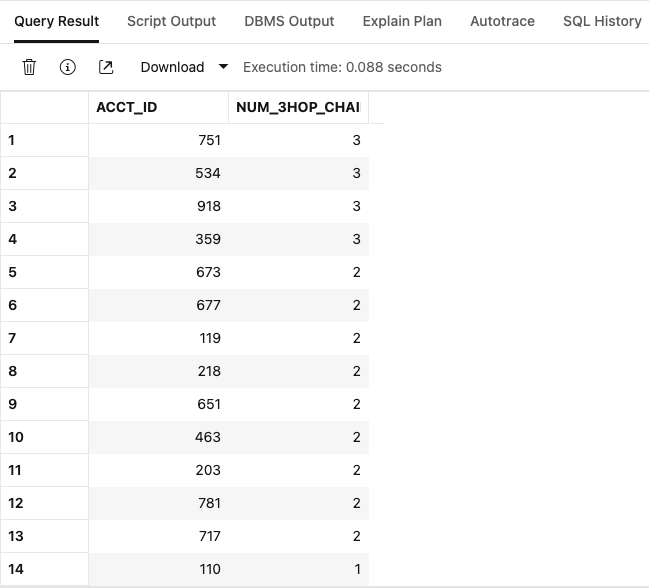 Query Result Script Output DBMS Output Explain Plan Autotrace SQL History
Download Execution time: 0.088 seconds
ACCT_ID NUM_3HOP_CHAI
1 751 3
2 534 3
3 918 3
4 359 3
5 673 2
6 677 2
7 119 2
8 218 2
9 651 2
10 463 2
11 203 2
12 781 2
13 717 2
14 110 1